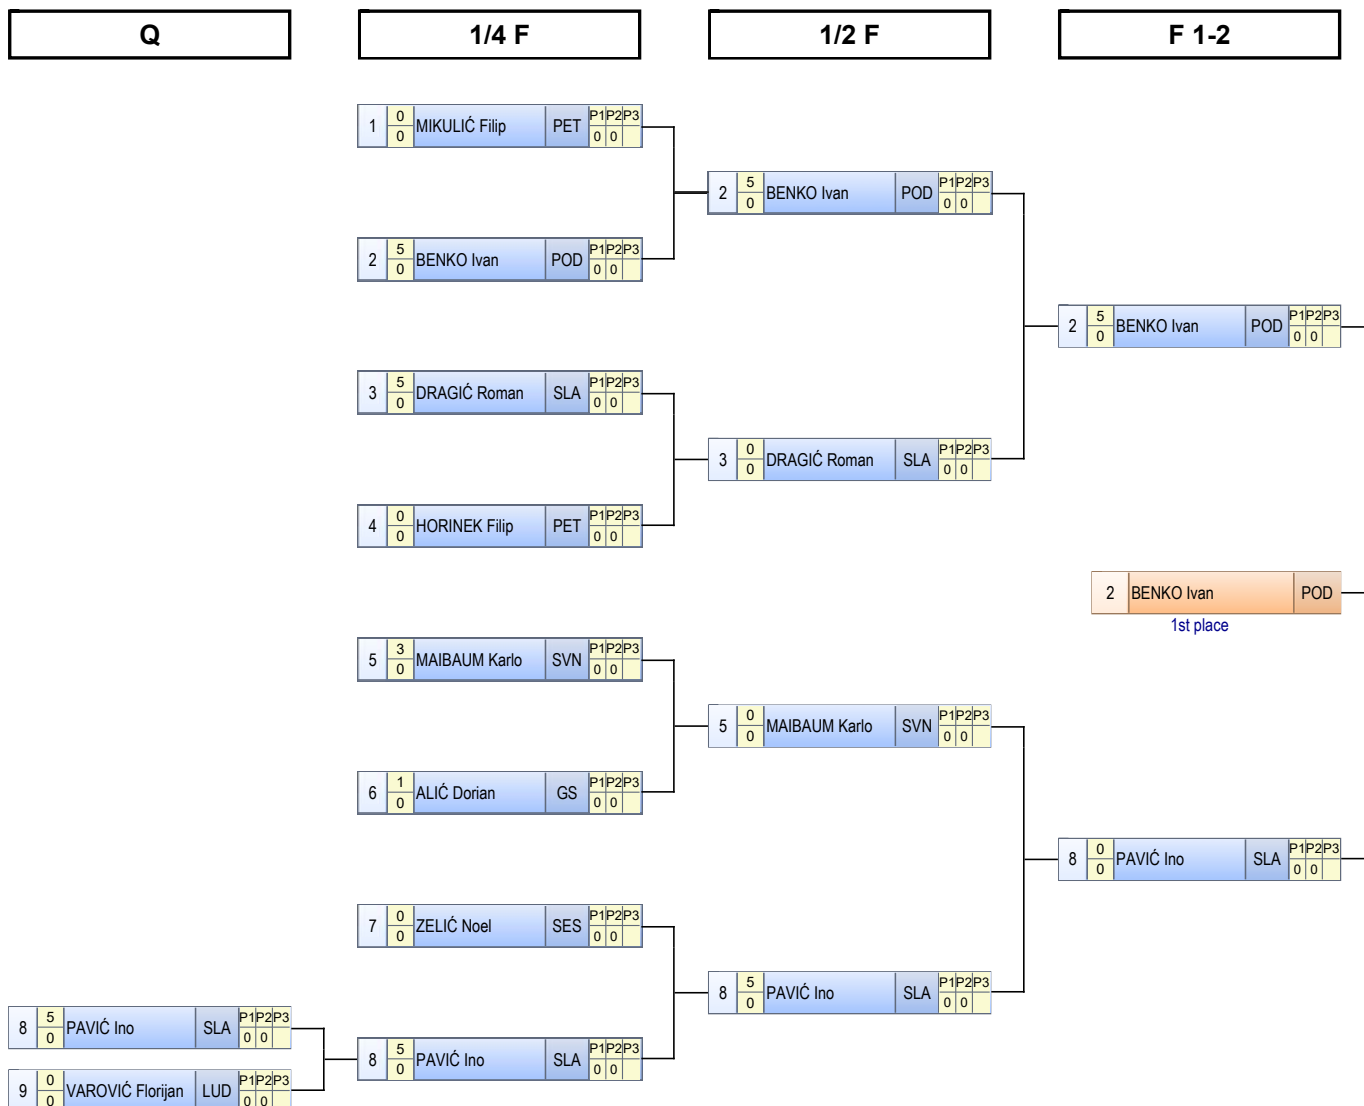 Q 1/4 F 1/2 F F 1-2
1 0 0 MIKULIĆ Filip PET P1 P2 P3 0 0
2 5 0 BENKO Ivan POD P1 P2 P3 0 0
2 5 0 BENKO Ivan POD P1 P2 P3 0 0
2 5 0 BENKO Ivan POD P1 P2 P3 0 0
3 5 0 DRAGIĆ Roman SLA P1 P2 P3 0 0
3 0 0 DRAGIĆ Roman SLA P1 P2 P3 0 0
4 0 0 HORINEK Filip PET P1 P2 P3 0 0
2 BENKO Ivan POD
1st place
5 3 0 MAIBAUM Karlo SVN P1 P2 P3 0 0
5 0 0 MAIBAUM Karlo SVN P1 P2 P3 0 0
6 1 0 ALIĆ Dorian GS P1 P2 P3 0 0
8 0 0 PAVIĆ Ino SLA P1 P2 P3 0 0
7 0 0 ZELIĆ Noel SES P1 P2 P3 0 0
8 5 0 PAVIĆ Ino SLA P1 P2 P3 0 0
8 5 0 PAVIĆ Ino SLA P1 P2 P3 0 0
8 5 0 PAVIĆ Ino SLA P1 P2 P3 0 0
9 0 0 VAROVIĆ Florijan LUD P1 P2 P3 0 0